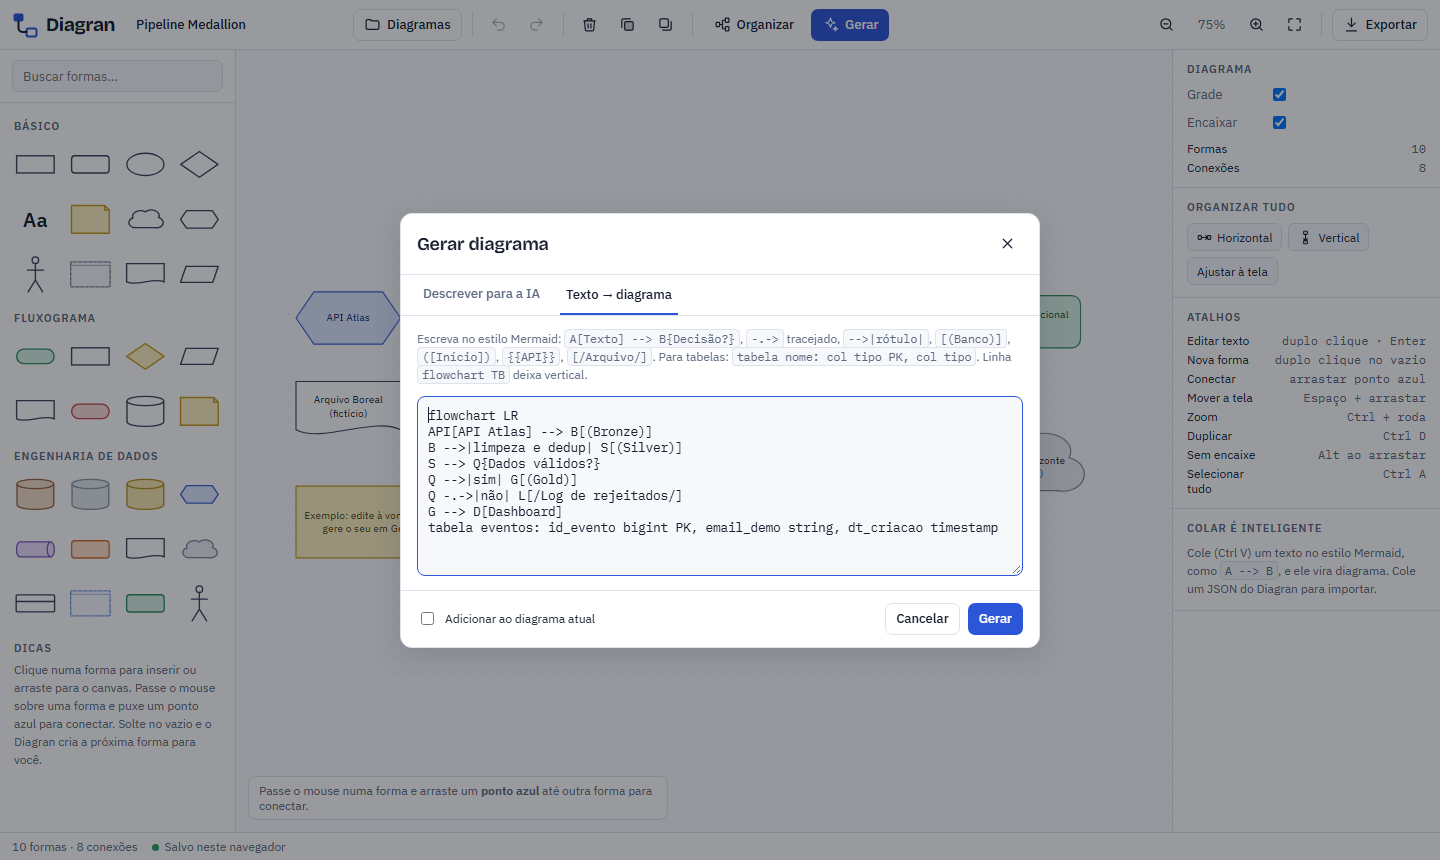 Diagran
Pipeline Medallion
Diagramas
Organizar
Gerar
75%
Exportar
Buscar formas...
BÁSICO
Aa
FLUXOGRAMA
ENGENHARIA DE DADOS
DICAS
Clique numa forma para inserir ou
arraste para o canvas. Passe o mouse
sobre uma forma e puxe um ponto
azul para conectar. Solte no vazio e o
Diagran cria a próxima forma para
você.
API Atlas
Arquivo Boreal
(fictício)
Exemplo: edite à vo
gere o seu em Ge
Gerar diagrama
Descrever para a IA
Texto → diagrama
Escreva no estilo Mermaid: A[Texto] --> B{Decisão?}, -.-> tracejado, -->|rótulo|, [(Banco)],
([Início]), {{API}}, [/Arquivo/]. Para tabelas: tabela nome: col tipo PK, col tipo. Linha
flowchart TB deixa vertical.
flowchart LR
API[API Atlas] --> B[(Bronze)]
B -->|limpeza e dedup| S[(Silver)]
S --> Q{Dados válidos?}
Q -->|sim| G[(Gold)]
Q -.->|não| L[/Log de rejeitados/]
G --> D[Dashboard]
tabela eventos: id_evento bigint PK, email_demo string, dt_criacao timestamp
Adicionar ao diagrama atual
Cancelar
Gerar
cional
zonte
)
Passe o mouse numa forma e arraste um ponto azul até outra forma para
conectar.
DIAGRAMA
Grade
Encaixar
Formas 10
Conexões 8
ORGANIZAR TUDO
Horizontal
Vertical
Ajustar à tela
ATALHOS
Editar texto duplo clique · Enter
Nova forma duplo clique no vazio
Conectar arrastar ponto azul
Mover a tela Espaço + arrastar
Zoom Ctrl + roda
Duplicar Ctrl D
Sem encaixe Alt ao arrastar
Selecionar Ctrl A
tudo
COLAR É INTELIGENTE
Cole (Ctrl V) um texto no estilo Mermaid,
como A --> B, e ele vira diagrama. Cole
um JSON do Diagran para importar.
10 formas · 8 conexões
Salvo neste navegador